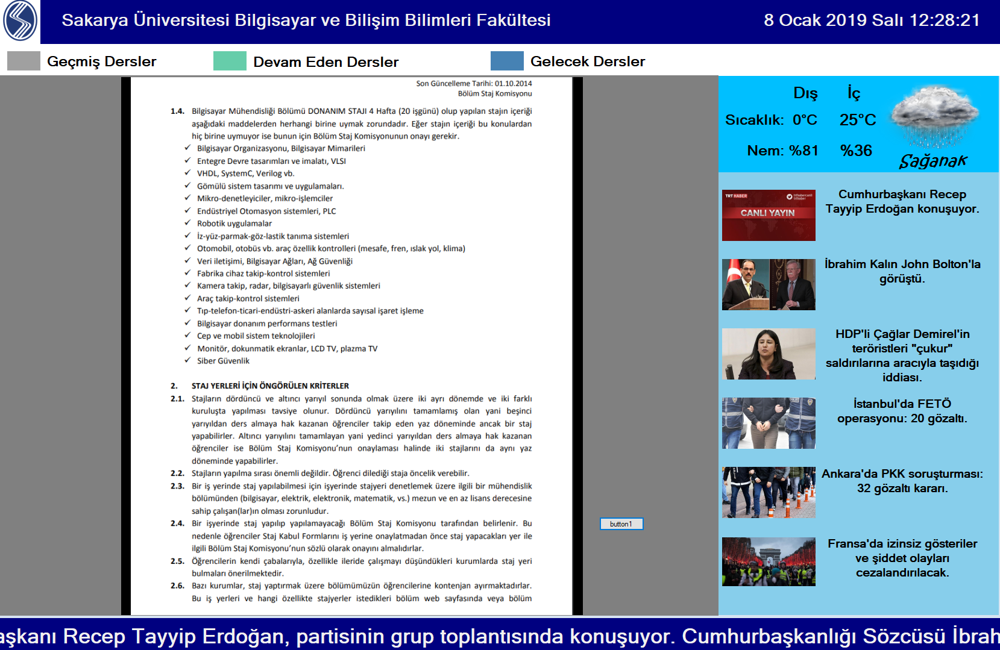 Sakarya Üniversitesi Bilgisayar ve Bilişim Bilimleri Fakültesi
8 Ocak 2019 Salı 12:28:21
Geçmiş Dersler
Devam Eden Dersler
Gelecek Dersler
Son Güncelleme Tarihi: 01.10.2014
Bölüm Staj Komisyonu
1.4. Bilgisayar Mühendisliği Bölümü DONANIM STAJI 4 Hafta (20 işgünü) olup yapılan stajın içeriği
aşağıdaki maddelerden herhangi birine uymak zorundadır. Eğer stajın içeriği bu konulardan
hiç birine uymuyor ise bunun için Bölüm Staj Komisyonunun onayı gerekir.
✓ Bilgisayar Organizasyonu, Bilgisayar Mimarileri
✓ Entegre Devre tasarımları ve imalatı, VLSI
✓ VHDL, SystemC, Verilog vb.
✓ Gömülü sistem tasarımı ve uygulamaları.
✓ Mikro-denetleyiciler, mikro-işlemciler
✓ Endüstriyel Otomasyon sistemleri, PLC
✓ Robotik uygulamalar
✓ İz-yüz-parmak-göz-lastik tanıma sistemleri
✓ Otomobil, otobüs vb. araç özellik kontrolleri (mesafe, fren, ıslak yol, klima)
✓ Veri iletişimi, Bilgisayar Ağları, Ağ Güvenliği
✓ Fabrika cihaz takip-kontrol sistemleri
✓ Kamera takip, radar, bilgisayarlı güvenlik sistemleri
✓ Araç takip-kontrol sistemleri
✓ Tıp-telefon-ticari-endüstri-askeri alanlarda sayısal işaret işleme
✓ Bilgisayar donanım performans testleri
✓ Cep ve mobil sistem teknolojileri
✓ Monitör, dokunmatik ekranlar, LCD TV, plazma TV
✓ Siber Güvenlik
2. STAJ YERLERİ İÇİN ÖNGÖRÜLEN KRİTERLER
2.1. Stajların dördüncü ve altıncı yarıyıl sonunda olmak üzere iki ayrı dönemde ve iki farklı
kuruluşta yapılması tavsiye olunur. Dördüncü yarıyılını tamamlamış olan yani beşinci
yarıyıldan ders almaya hak kazanan öğrenciler takip eden yaz döneminde ancak bir staj
yapabilirler. Altıncı yarıyılını tamamlayan yani yedinci yarıyıldan ders almaya hak kazanan
öğrenciler ise Bölüm Staj Komisyonu’nun onaylaması halinde iki stajlarını da aynı yaz
döneminde yapabilirler.
2.2. Stajların yapılma sırası önemli değildir. Öğrenci dilediği staja öncelik verebilir.
2.3. Bir iş yerinde staj yapılabilmesi için işyerinde stajyeri denetlemek üzere ilgili bir mühendislik
bölümünden (bilgisayar, elektrik, elektronik, matematik, vs.) mezun ve en az lisans derecesine
sahip çalışan(lar)ın olması zorunludur.
2.4. Bir işyerinde staj yapılıp yapılamayacağı Bölüm Staj Komisyonu tarafından belirlenir. Bu
nedenle öğrenciler Staj Kabul Formlarını iş yerine onaylatmadan önce staj yapacakları yer ile
ilgili Bölüm Staj Komisyonu’nun sözlü olarak onayını almalıdırlar.
2.5. Öğrencilerin kendi çabalarıyla, özellikle ileride çalışmayı düşündükleri kurumlarda staj yeri
bulmaları önerilmektedir.
2.6. Bazı kurumlar, staj yaptırmak üzere bölümümüzün öğrencilerine kontenjan ayırmaktadırlar.
Bu iş yerleri ve hangi özellikte stajyerler istedikleri bölüm web sayfasında veya bölüm
button1
Dış İç
Sıcaklık: 0°C 25°C
Nem: %81 %36
Sağanak
TRT HABER
trthabercanli
trthaber
CANLI YAYIN
Cumhurbaşkanı Recep
Tayyip Erdoğan konuşuyor.
İbrahim Kalın John Bolton'la
görüştü.
HDP'li Çağlar Demirel'in
teröristleri "çukur"
saldırılarına aracıyla taşıdığı
iddiası.
İstanbul'da FETÖ
operasyonu: 20 gözaltı.
Ankara'da PKK soruşturması:
32 gözaltı kararı.
Fransa'da izinsiz gösteriler
ve şiddet olayları
cezalandırılacak.
aşkanı Recep Tayyip Erdoğan, partisinin grup toplantısında konuşuyor. Cumhurbaşkanlığı Sözcüsü İbrah